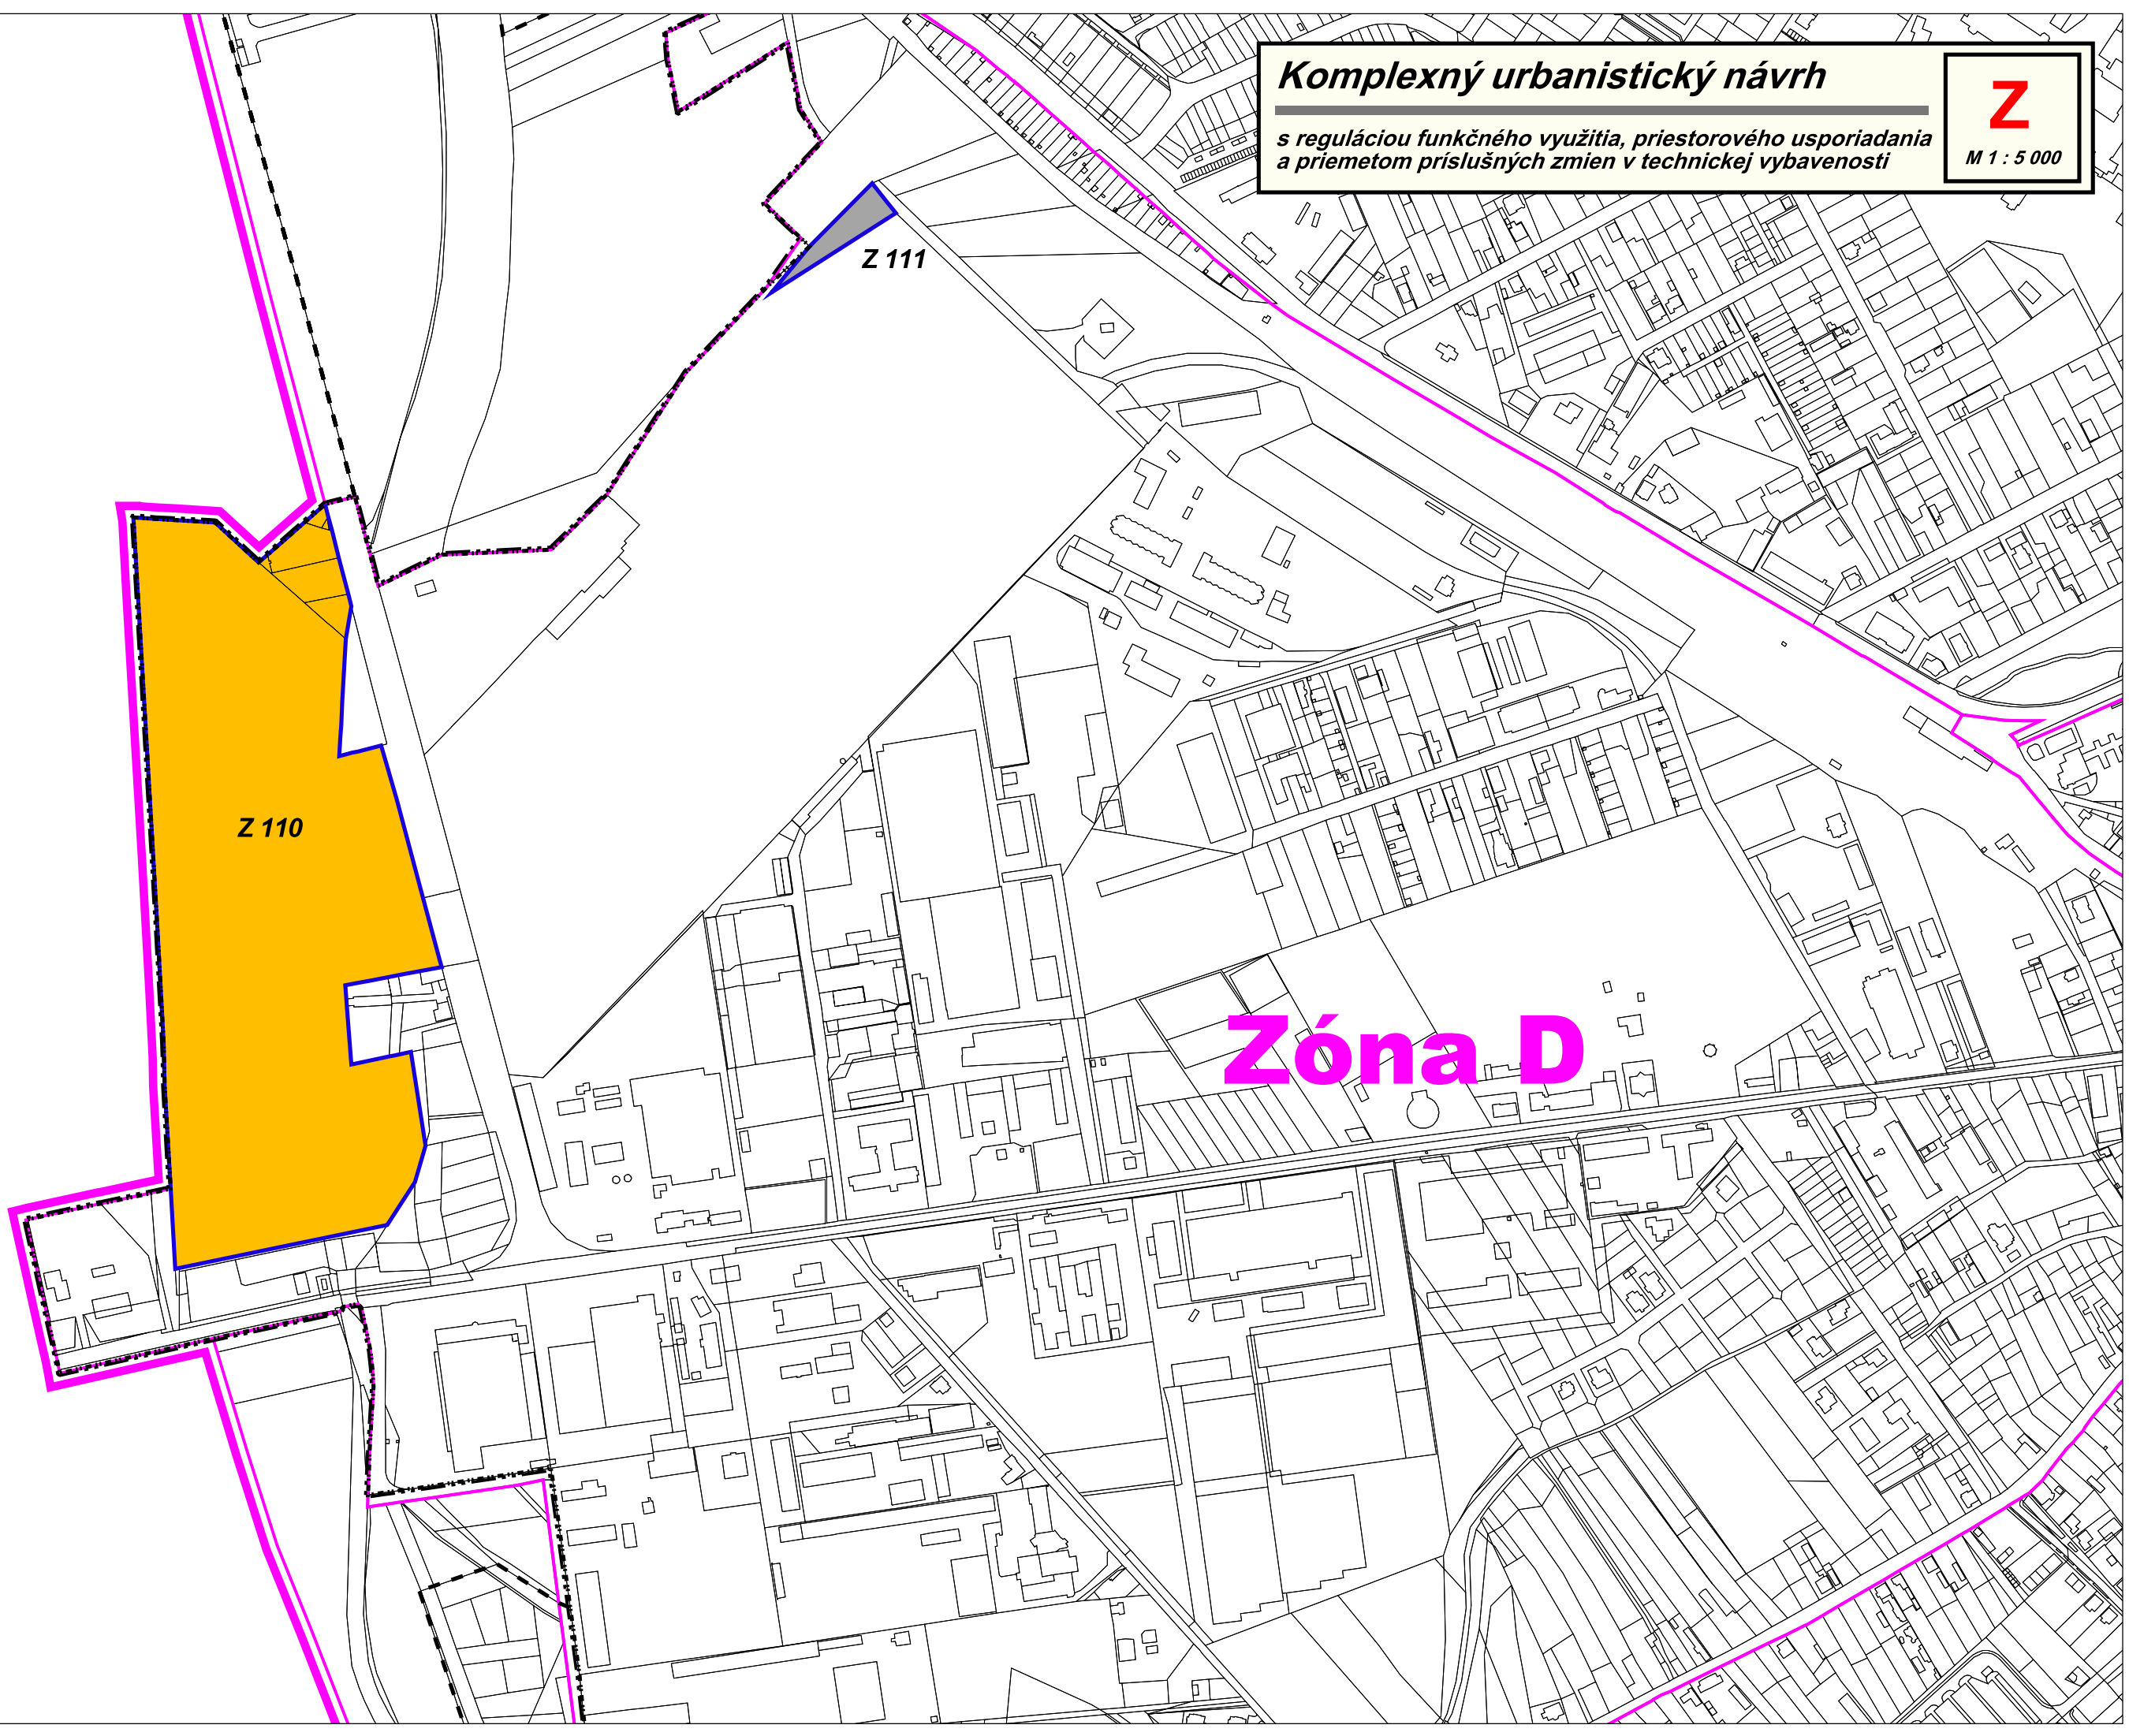 Komplexný urbanistický návrh
s reguláciou funkčného využitia, priestorového usporiadania
a priemetom príslušných zmien v technickej vybavenosti
Z
M 1 : 5 000
Z 111
Z 110
Zóna D